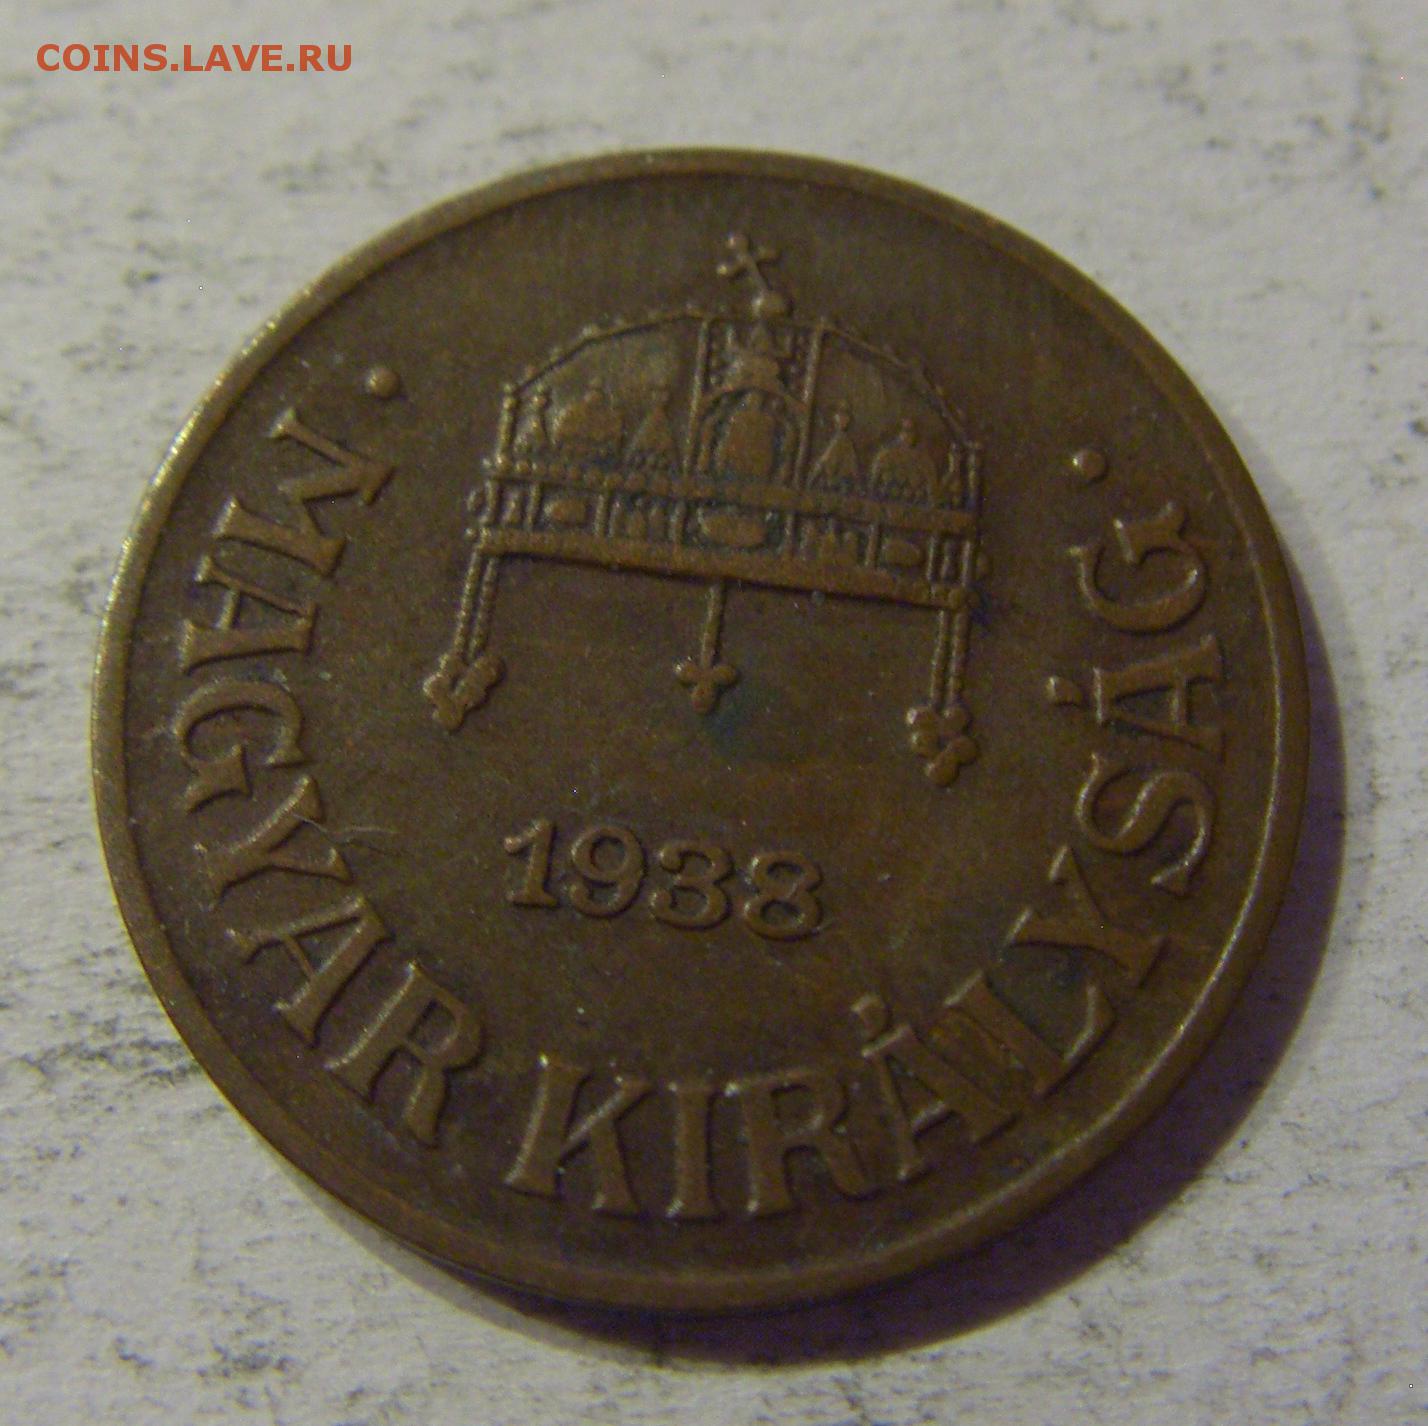 COINS.LAVE.RU
· MAGYAR KIRÁLYSÁG ·
1938